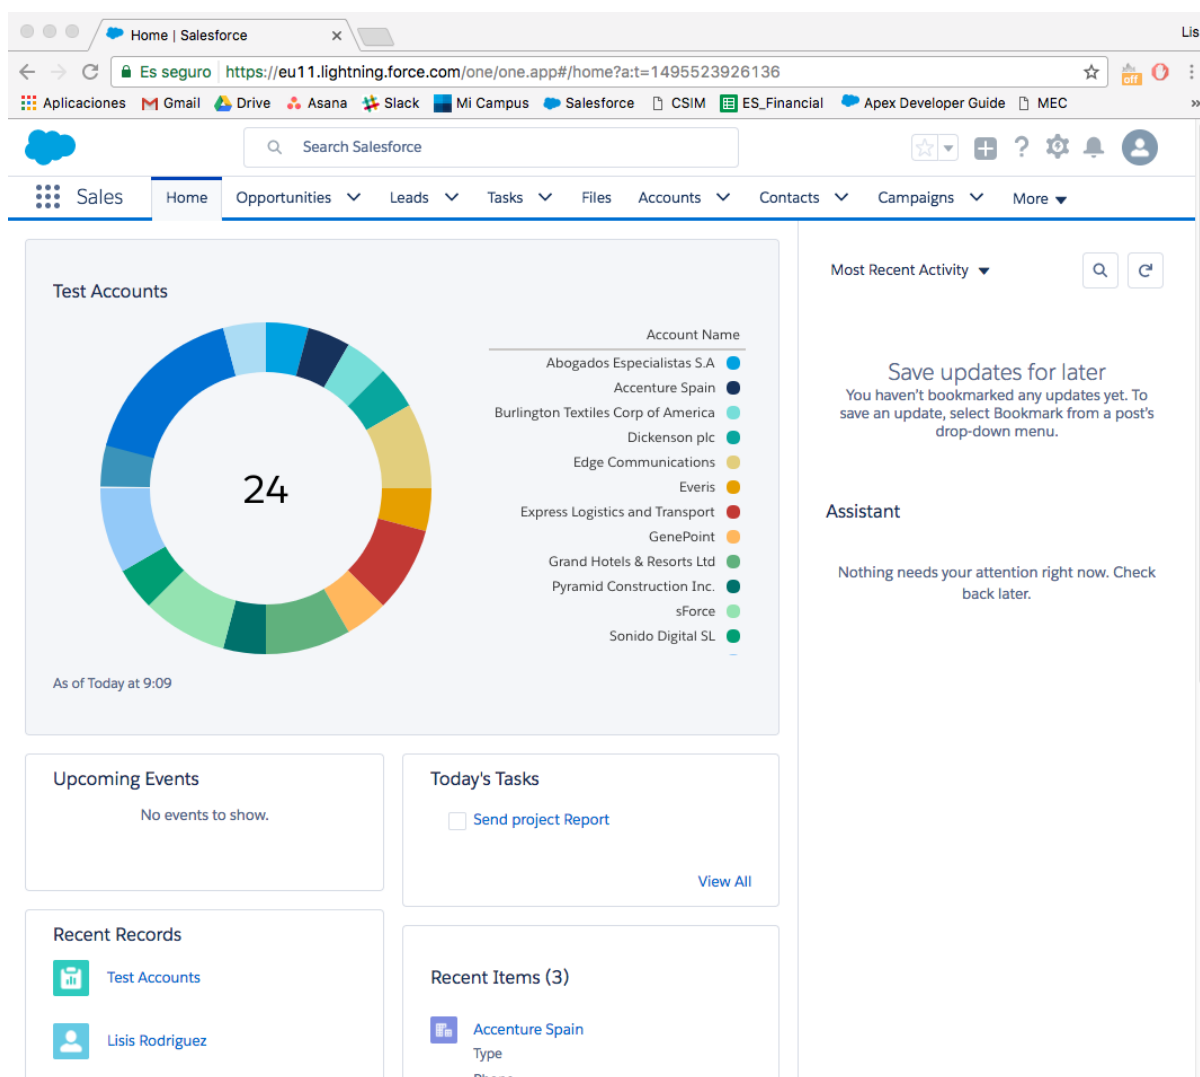 Home | Salesforce
Lis
Es seguro https://eu11.lightning.force.com/one/one.app#/home?a:t=1495523926136
off
Aplicaciones Gmail Drive Asana Slack Mi Campus Salesforce CSIM ES_Financial Apex Developer Guide MEC »
Search Salesforce
Sales Home Opportunities Leads Tasks Files Accounts Contacts Campaigns More
Test Accounts
24
Account Name
Abogados Especialistas S.A
Accenture Spain
Burlington Textiles Corp of America
Dickenson plc
Edge Communications
Everis
Express Logistics and Transport
GenePoint
Grand Hotels & Resorts Ltd
Pyramid Construction Inc.
sForce
Sonido Digital SL
As of Today at 9:09
Most Recent Activity
Save updates for later
You haven't bookmarked any updates yet. To
save an update, select Bookmark from a post's
drop-down menu.
Assistant
Nothing needs your attention right now. Check
back later.
Upcoming Events
No events to show.
Today's Tasks
Send project Report
View All
Recent Records
Test Accounts
Lisis Rodriguez
Recent Items (3)
Accenture Spain
Type